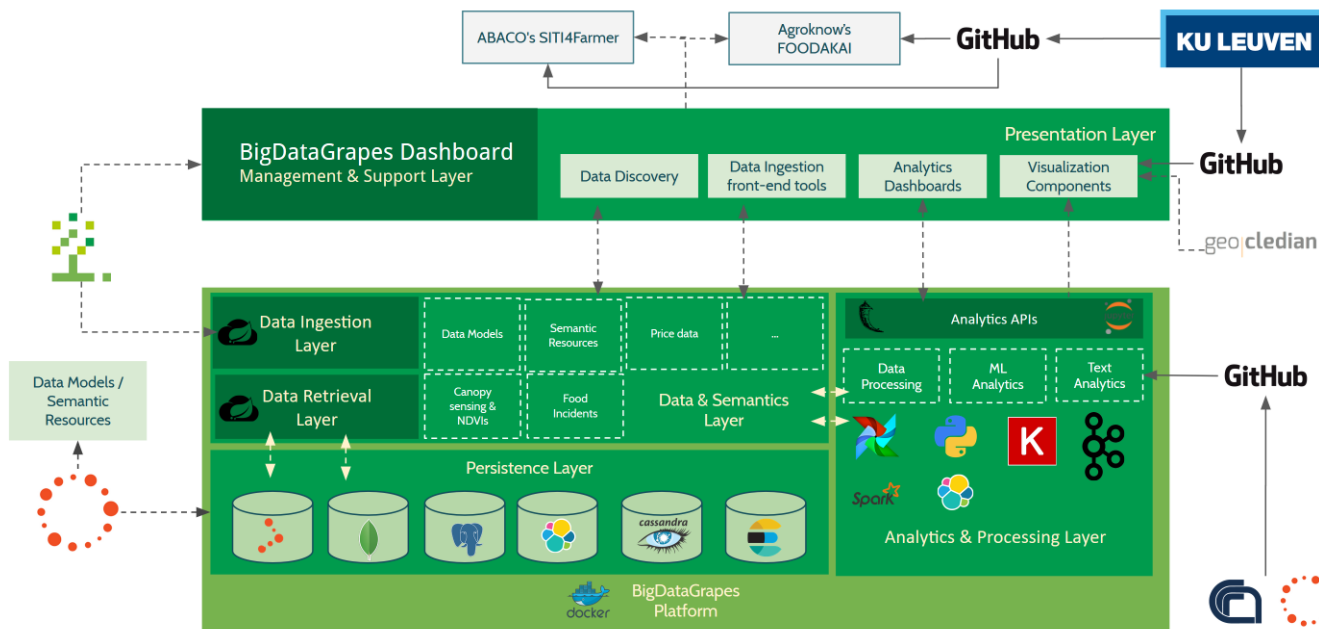 ABACO's SITI4Farmer
Agroknow's
FOODAKAI
GitHub
KU LEUVEN
BigDataGrapes Dashboard
Management & Support Layer
Presentation Layer
Data Discovery
Data Ingestion
front-end tools
Analytics
Dashboards
Visualization
Components
GitHub
geo|cledian
Data Ingestion
Layer
Data Models
Semantic
Resources
Price data
...
Analytics APIs
Data
Processing
ML
Analytics
Text
Analytics
GitHub
Data Models /
Semantic
Resources
Data Retrieval
Layer
Canopy
sensing &
NDVIs
Food
Incidents
Data & Semantics
Layer
K
Persistence Layer
Spark
cassandra
Analytics & Processing Layer
docker
BigDataGrapes
Platform